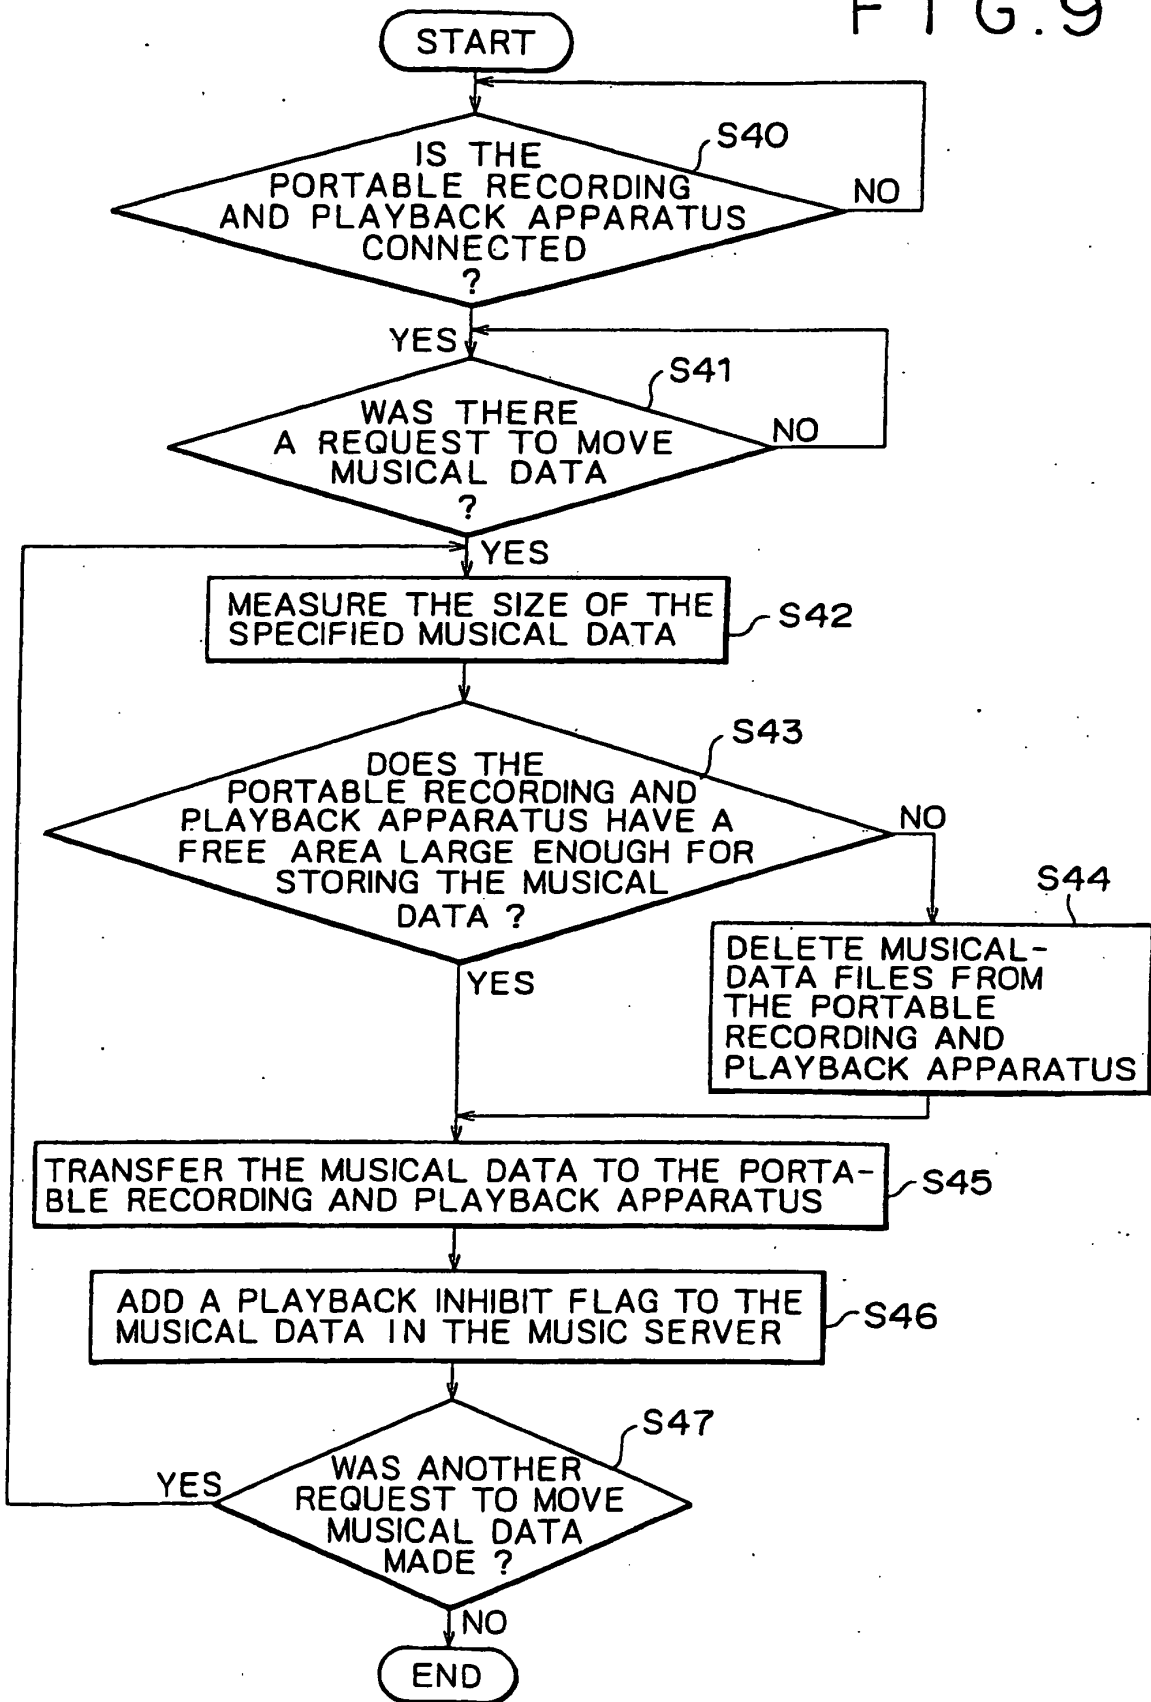 FIG.9
START
S40
IS THE
PORTABLE RECORDING
AND PLAYBACK APPARATUS
CONNECTED
?
NO
YES
S41
WAS THERE
A REQUEST TO MOVE
MUSICAL DATA
?
NO
YES
MEASURE THE SIZE OF THE
SPECIFIED MUSICAL DATA
S42
S43
DOES THE
PORTABLE RECORDING AND
PLAYBACK APPARATUS HAVE A
FREE AREA LARGE ENOUGH FOR
STORING THE MUSICAL
DATA ?
NO
YES
S44
DELETE MUSICAL-
DATA FILES FROM
THE PORTABLE
RECORDING AND
PLAYBACK APPARATUS
TRANSFER THE MUSICAL DATA TO THE PORTA-
BLE RECORDING AND PLAYBACK APPARATUS
S45
ADD A PLAYBACK INHIBIT FLAG TO THE
MUSICAL DATA IN THE MUSIC SERVER
S46
S47
WAS ANOTHER
REQUEST TO MOVE
MUSICAL DATA
MADE ?
YES
NO
END